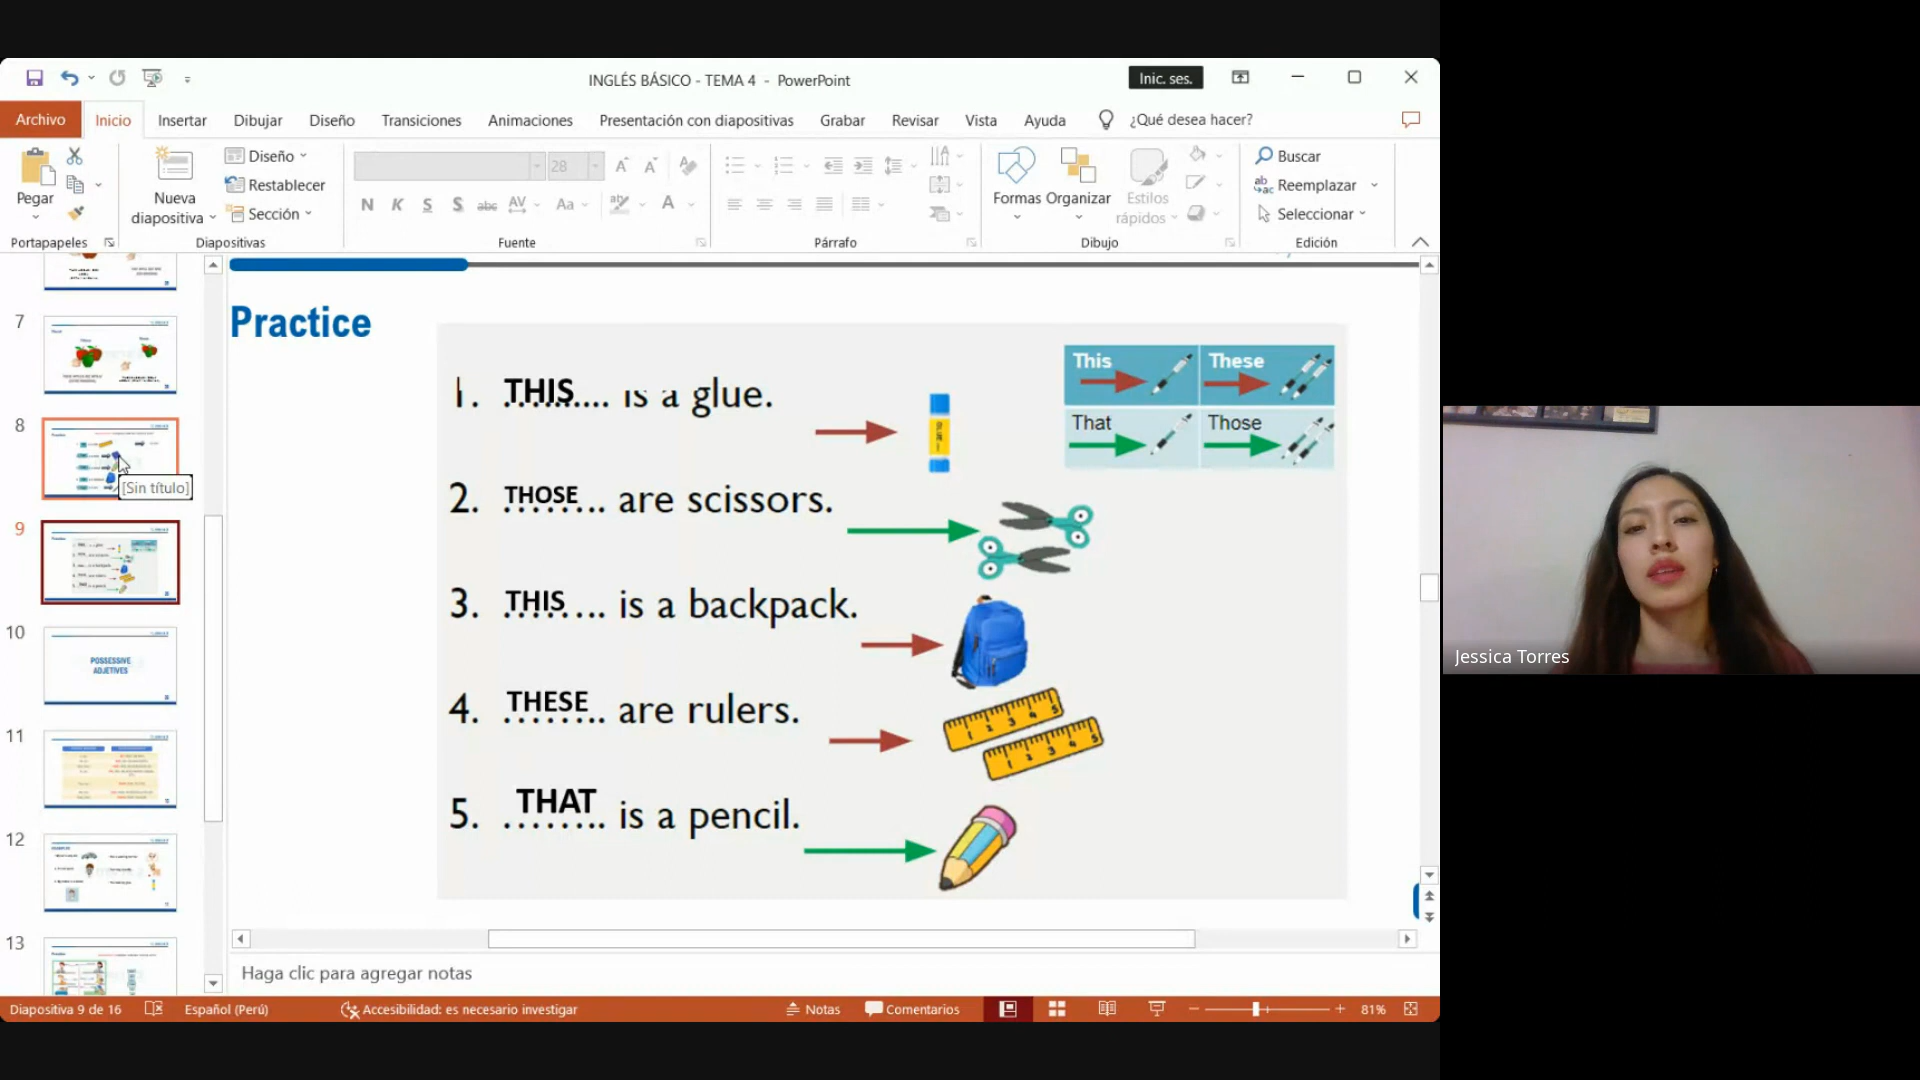 INGLÉS BÁSICO - TEMA 4 - PowerPoint
Inic. ses.
Archivo
Inicio
Insertar
Dibujar
Diseño
Transiciones
Animaciones
Presentación con diapositivas
Grabar
Revisar
Vista
Ayuda
¿Qué desea hacer?
Pegar
Portapapeles
Nueva
diapositiva
Diseño
Restablecer
Sección
Diapositivas
28
N K S S abc AV Aa A
Fuente
Párrafo
Formas
Organizar
Estilos
rápidos
Dibujo
Buscar
Reemplazar
Seleccionar
Edición
7
8
[Sin título]
9
10
POSSESSIVE
ADJETIVES
11
12
13
Practice
1. THIS......... is a glue.
2. THOSE........ are scissors.
3. THIS........ is a backpack.
4. THESE........ are rulers.
5. THAT........ is a pencil.
This These
That Those
Haga clic para agregar notas
Diapositiva 9 de 16
Español (Perú)
Accesibilidad: es necesario investigar
Notas
Comentarios
81%
Jessica Torres